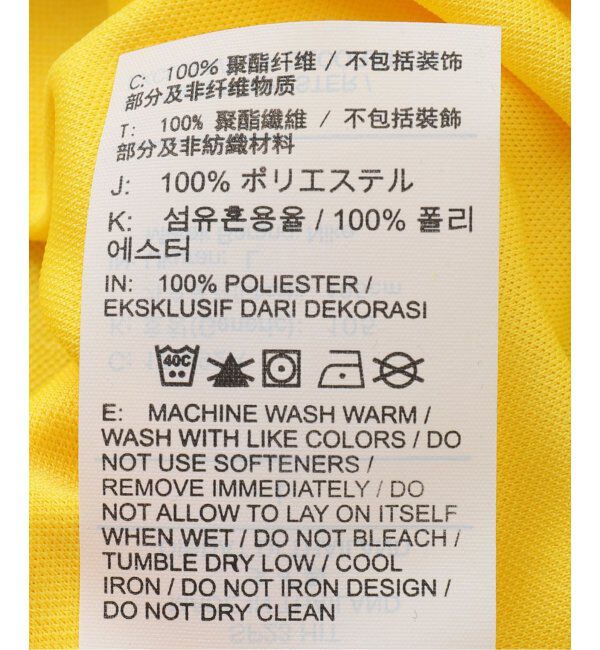 C: 100% 聚酯纤维 / 不包括装饰
部分及非纤维物质
T: 100% 聚酯纖維 / 不包括裝飾
部分及非紡織材料
J: 100% ポリエステル
K: 섬유혼용율 / 100% 폴리
에스터
IN: 100% POLIESTER /
EKSKLUSIF DARI DEKORASI
40C
E: MACHINE WASH WARM /
WASH WITH LIKE COLORS / DO
NOT USE SOFTENERS /
REMOVE IMMEDIATELY / DO
NOT ALLOW TO LAY ON ITSELF
WHEN WET / DO NOT BLEACH /
TUMBLE DRY LOW / COOL
IRON / DO NOT IRON DESIGN /
DO NOT DRY CLEAN